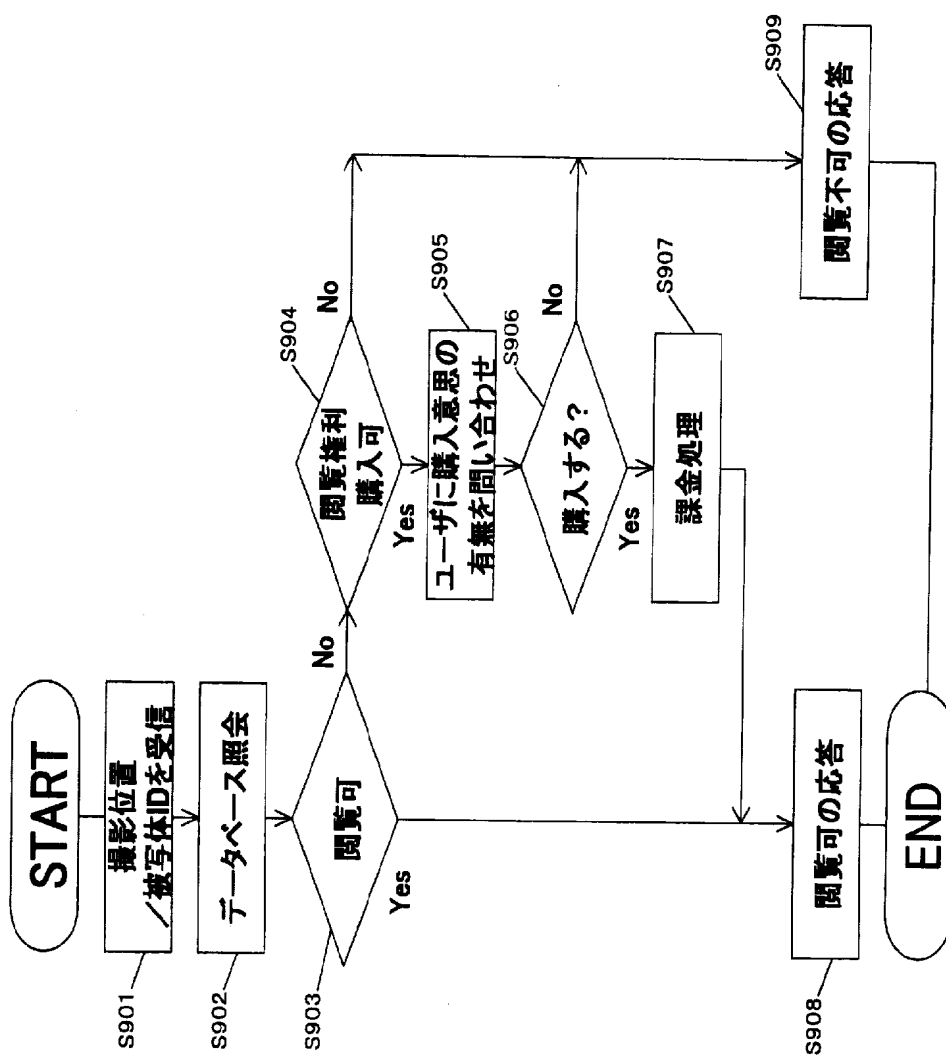 START
S901
撮影位置
/被写体IDを受信
S902
データベース照会
S903
閲覧可
No
Yes
S904
閲覧権利
購入可
No
Yes
S905
ユーザに購入意思の
有無を問い合わせ
S906
購入する?
No
Yes
S907
課金処理
S908
閲覧可の応答
S909
閲覧不可の応答
END